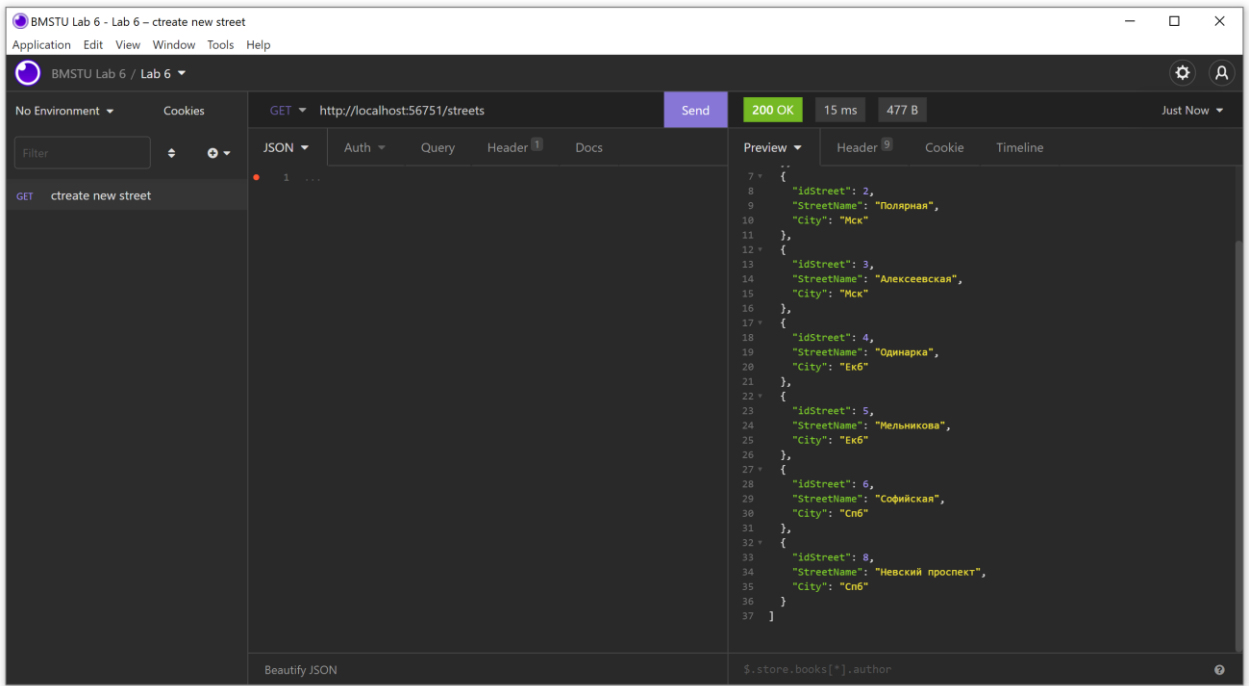 BMSTU Lab 6 - Lab 6 – ctreate new street
Application Edit View Window Tools Help
BMSTU Lab 6 / Lab 6
No Environment Cookies
GET http://localhost:56751/streets Send
200 OK 15 ms 477 B Just Now
Filter
JSON Auth Query Header 1 Docs
Preview Header 9 Cookie Timeline
GET ctreate new street
1 ...
7 {
8 "idStreet": 2,
9 "StreetName": "Полярная",
10 "City": "Мск"
11 },
12 {
13 "idStreet": 3,
14 "StreetName": "Алексеевская",
15 "City": "Мск"
16 },
17 {
18 "idStreet": 4,
19 "StreetName": "Одинарка",
20 "City": "Екб"
21 },
22 {
23 "idStreet": 5,
24 "StreetName": "Мельникова",
25 "City": "Екб"
26 },
27 {
28 "idStreet": 6,
29 "StreetName": "Софийская",
30 "City": "Спб"
31 },
32 {
33 "idStreet": 8,
34 "StreetName": "Невский проспект",
35 "City": "Спб"
36 }
37 ]
Beautify JSON
$.store.books[*].author